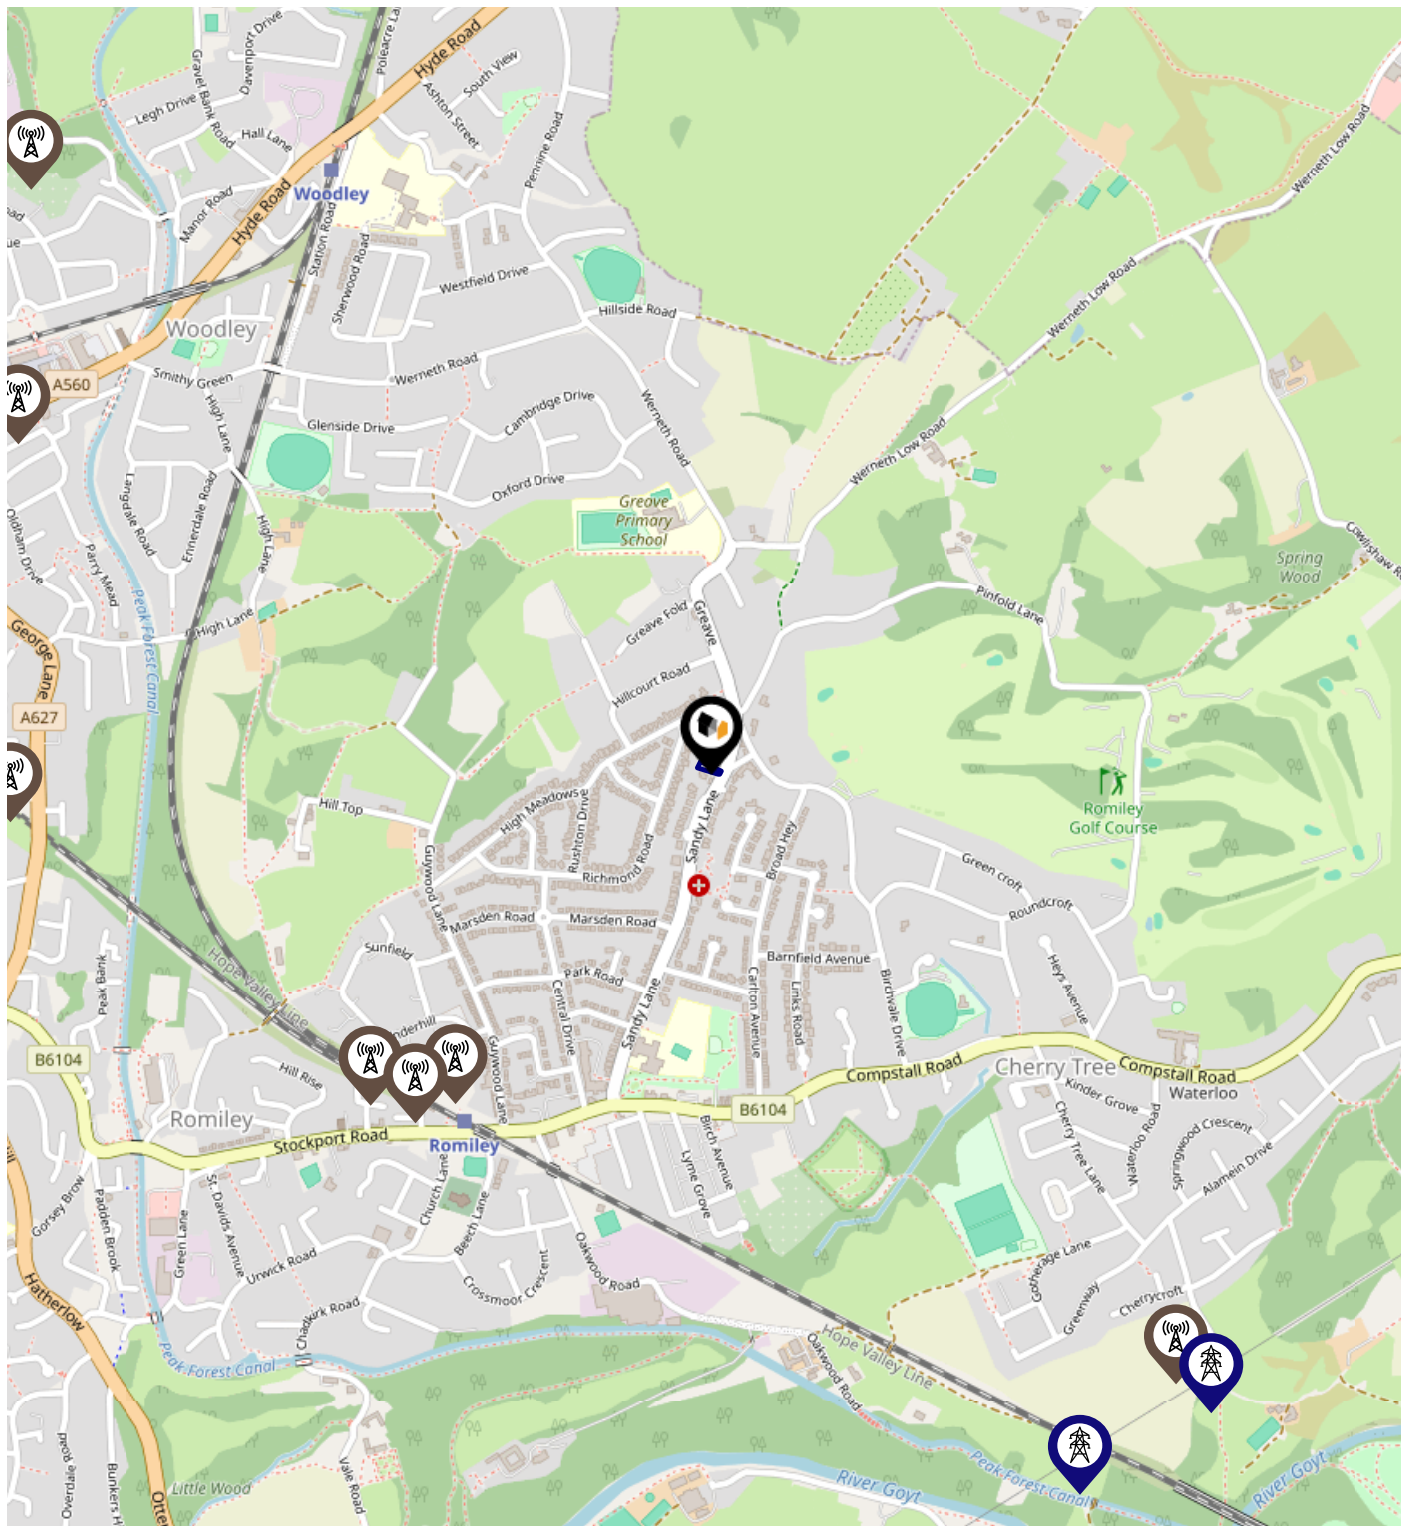 Hyde Road
Poleacre La
South View
Ashton Street
Davenport Drive
Gravel Bank Road
Legh Drive
Hall Lane
Pennine Road
Werneth Low Road
Woodley
Manor Road
Hyde Road
Station Road
Sherwood Road
Westfield Drive
Hillside Road
Werneth Low Road
Woodley
A560
Smithy Green
Werneth Road
High Lane
Glenside Drive
Cambridge Drive
Werneth Road
Werneth Low Road
Oxford Drive
Langdale Road
Ennerdale Road
Oldham Drive
Parry Mead
High Lane
Greave
Primary
School
Cowlishaw R
Spring
Wood
Peak Forest Canal
High Lane
George Lane
Greave Fold
Greave
Pinfold Lane
Hillcourt Road
A627
Hill Top
High Meadows
Rushton Drive
Richmond Road
Sandy Lane
Broad Hey
Romiley
Golf Course
Green croft
Roundcroft
Guywood Lane
Marsden Road
Marsden Road
Sunfield
Park Road
Barnfield Avenue
Heys Avenue
Peak Bank
Hope Valley Line
Central Drive
Sandy Lane
Carlton Avenue
Links Road
Birchvale Drive
nderhill
B6104
Hill Rise
Guywood Lane
Compstall Road
Cherry Tree
Compstall Road
Waterloo
Kinder Grove
Romiley
Stockport Road
Romiley
B6104
Birch Avenue
Lyme Grove
Cherry Tree Lane
Waterloo Road
Springwood Crescent
Alamein Drive
Gorsey Brow
Padden Brook
Green Lane
St. Davids Avenue
Urwick Road
Church Lane
Beech Lane
Crossmoor Crescent
Oakwood Road
Gotherage Lane
Greenway
Cherrycroft
Hatherlow
Chadkirk Road
Peak Forest Canal
Hope Valley Line
Oakwood Road
Little Wood
Vale Road
Overdale Road
Bunkers H
Otte
River Goyt
Peak Forest Canal
River Goyt